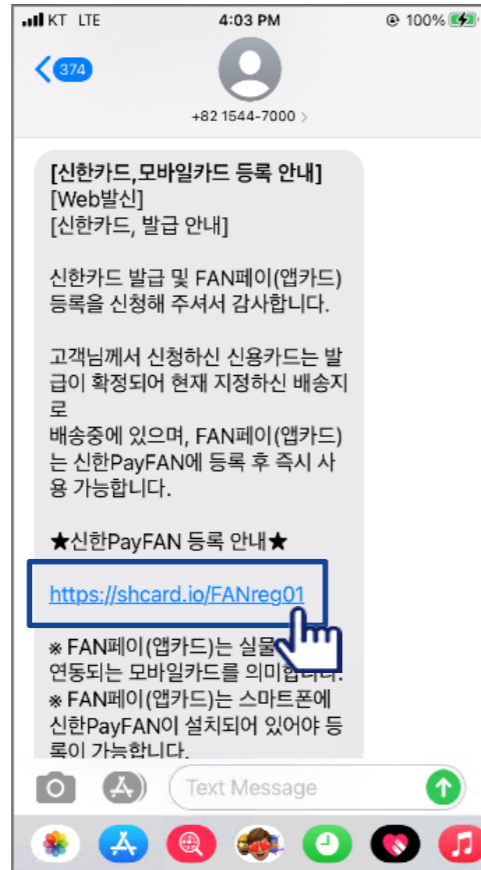 KT LTE 4:03 PM 100%
374
+82 1544-7000 >
[신한카드,모바일카드 등록 안내]
[Web발신]
[신한카드, 발급 안내]
신한카드 발급 및 FAN페이(앱카드)
등록을 신청해 주셔서 감사합니다.
고객님께서 신청하신 신용카드는 발
급이 확정되어 현재 지정하신 배송지
로
배송중에 있으며, FAN페이(앱카드)
는 신한PayFAN에 등록 후 즉시 사
용 가능합니다.
★신한PayFAN 등록 안내★
https://shcard.io/FANreg01
※ FAN페이(앱카드)는 실물
연동되는 모바일카드를 의미합니다.
※ FAN페이(앱카드)는 스마트폰에
신한PayFAN이 설치되어 있어야 등
록이 가능합니다.
Text Message